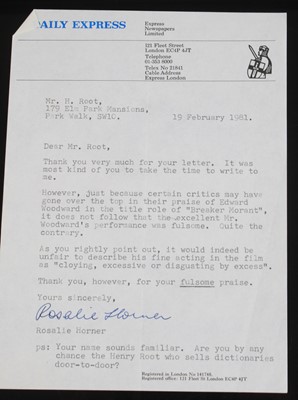 DAILY EXPRESS
Express
Newspapers
Limited
121 Fleet Street
London EC4P 4JT
Telephone
01-353 8000
Telex No 21841
Cable Address
Express London
Mr. H. Root,
179 Elm Park Mansions,
Park Walk, SW10.
19 February 1981.
Dear Mr. Root,
Thank you very much for your letter. It was
most kind of you to take the time to write to
me.
However, just because certain critics may have
gone over the top in their praise of Edward
Woodward in the title role of "Breaker Morant",
it does not follow that the excellent Mr.
Woodward's performance was fulsome. Quite the
contrary.
As you rightly point out, it would indeed be
unfair to describe his fine acting in the film
as "cloying, excessive or disgusting by excess".
Thank you, however, for your fulsome praise.
Yours sincerely,
Rosalie Horner
Rosalie Horner
ps: Your name sounds familiar. Are you by any
chance the Henry Root who sells dictionaries
door-to-door?
Registered in London No 141748.
Registered office: 121 Fleet St London EC4P 4JT